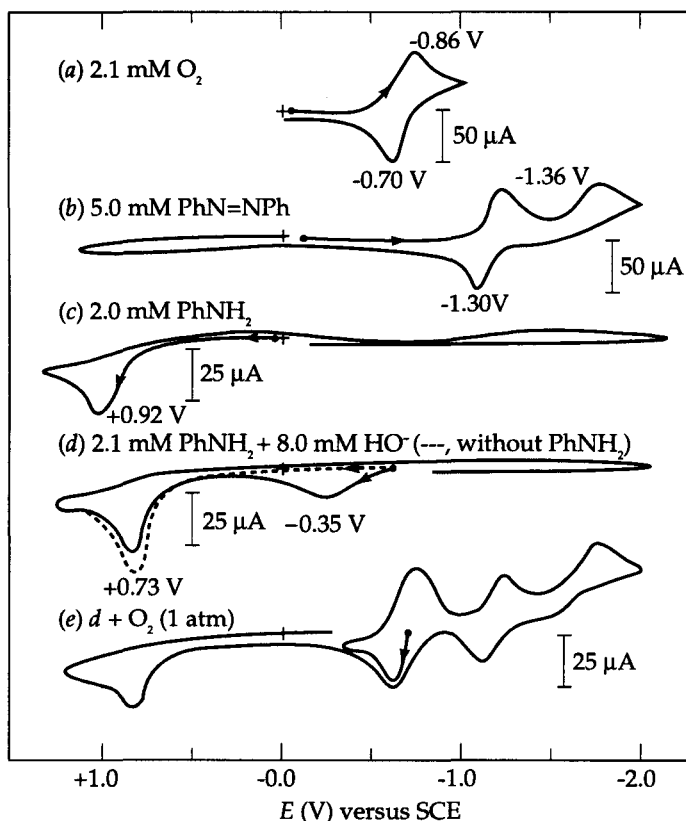 -0.86 V
(a) 2.1 mM O₂
50 µA
-0.70 V
-1.36 V
(b) 5.0 mM PhN=NPh
50 µA
-1.30V
(c) 2.0 mM PhNH₂
25 µA
+0.92 V
(d) 2.1 mM PhNH₂ + 8.0 mM HO⁻ (---, without PhNH₂)
25 µA
−0.35 V
+0.73 V
(e) d + O₂ (1 atm)
25 µA
+1.0 -0.0 -1.0 -2.0
E (V) versus SCE